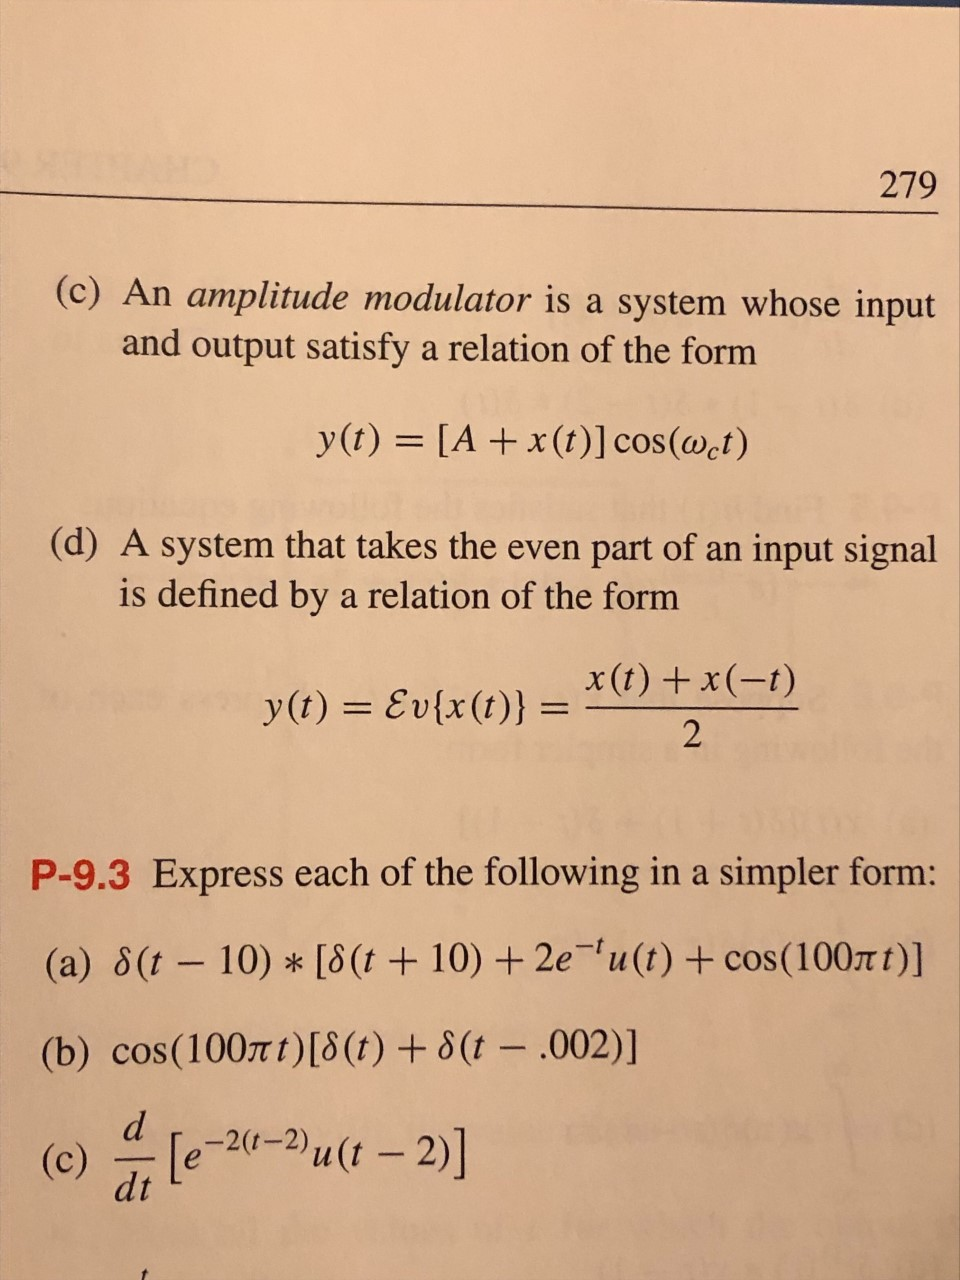 279
(c) An amplitude modulator is a system whose input
and output satisfy a relation of the form
y(t) = [A + x(t)] cos(ω_c t)
(d) A system that takes the even part of an input signal
is defined by a relation of the form
y(t) = Ev{x(t)} = \frac{x(t) + x(−t)}{2}
P-9.3 Express each of the following in a simpler form:
(a) δ(t − 10) ∗ [δ(t + 10) + 2e^{−t}u(t) + cos(100πt)]
(b) cos(100πt)[δ(t) + δ(t − .002)]
(c) \frac{d}{dt} [e^{−2(t−2)}u(t − 2)]